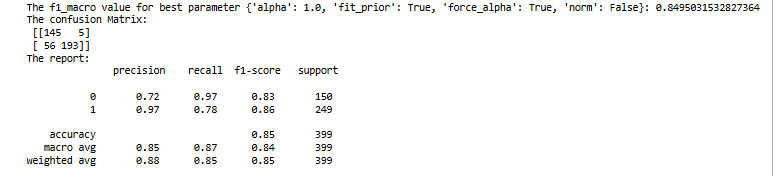 The f1_macro value for best parameter {'alpha': 1.0, 'fit_prior': True, 'force_alpha': True, 'norm': False}: 0.8495031532827364
The confusion Matrix:
[[145   5]
[ 56 193]]
The report:
precision    recall  f1-score   support
0       0.72      0.97      0.83       150
1       0.97      0.78      0.86       249
accuracy                           0.85       399
macro avg       0.85      0.87      0.84       399
weighted avg       0.88      0.85      0.85       399